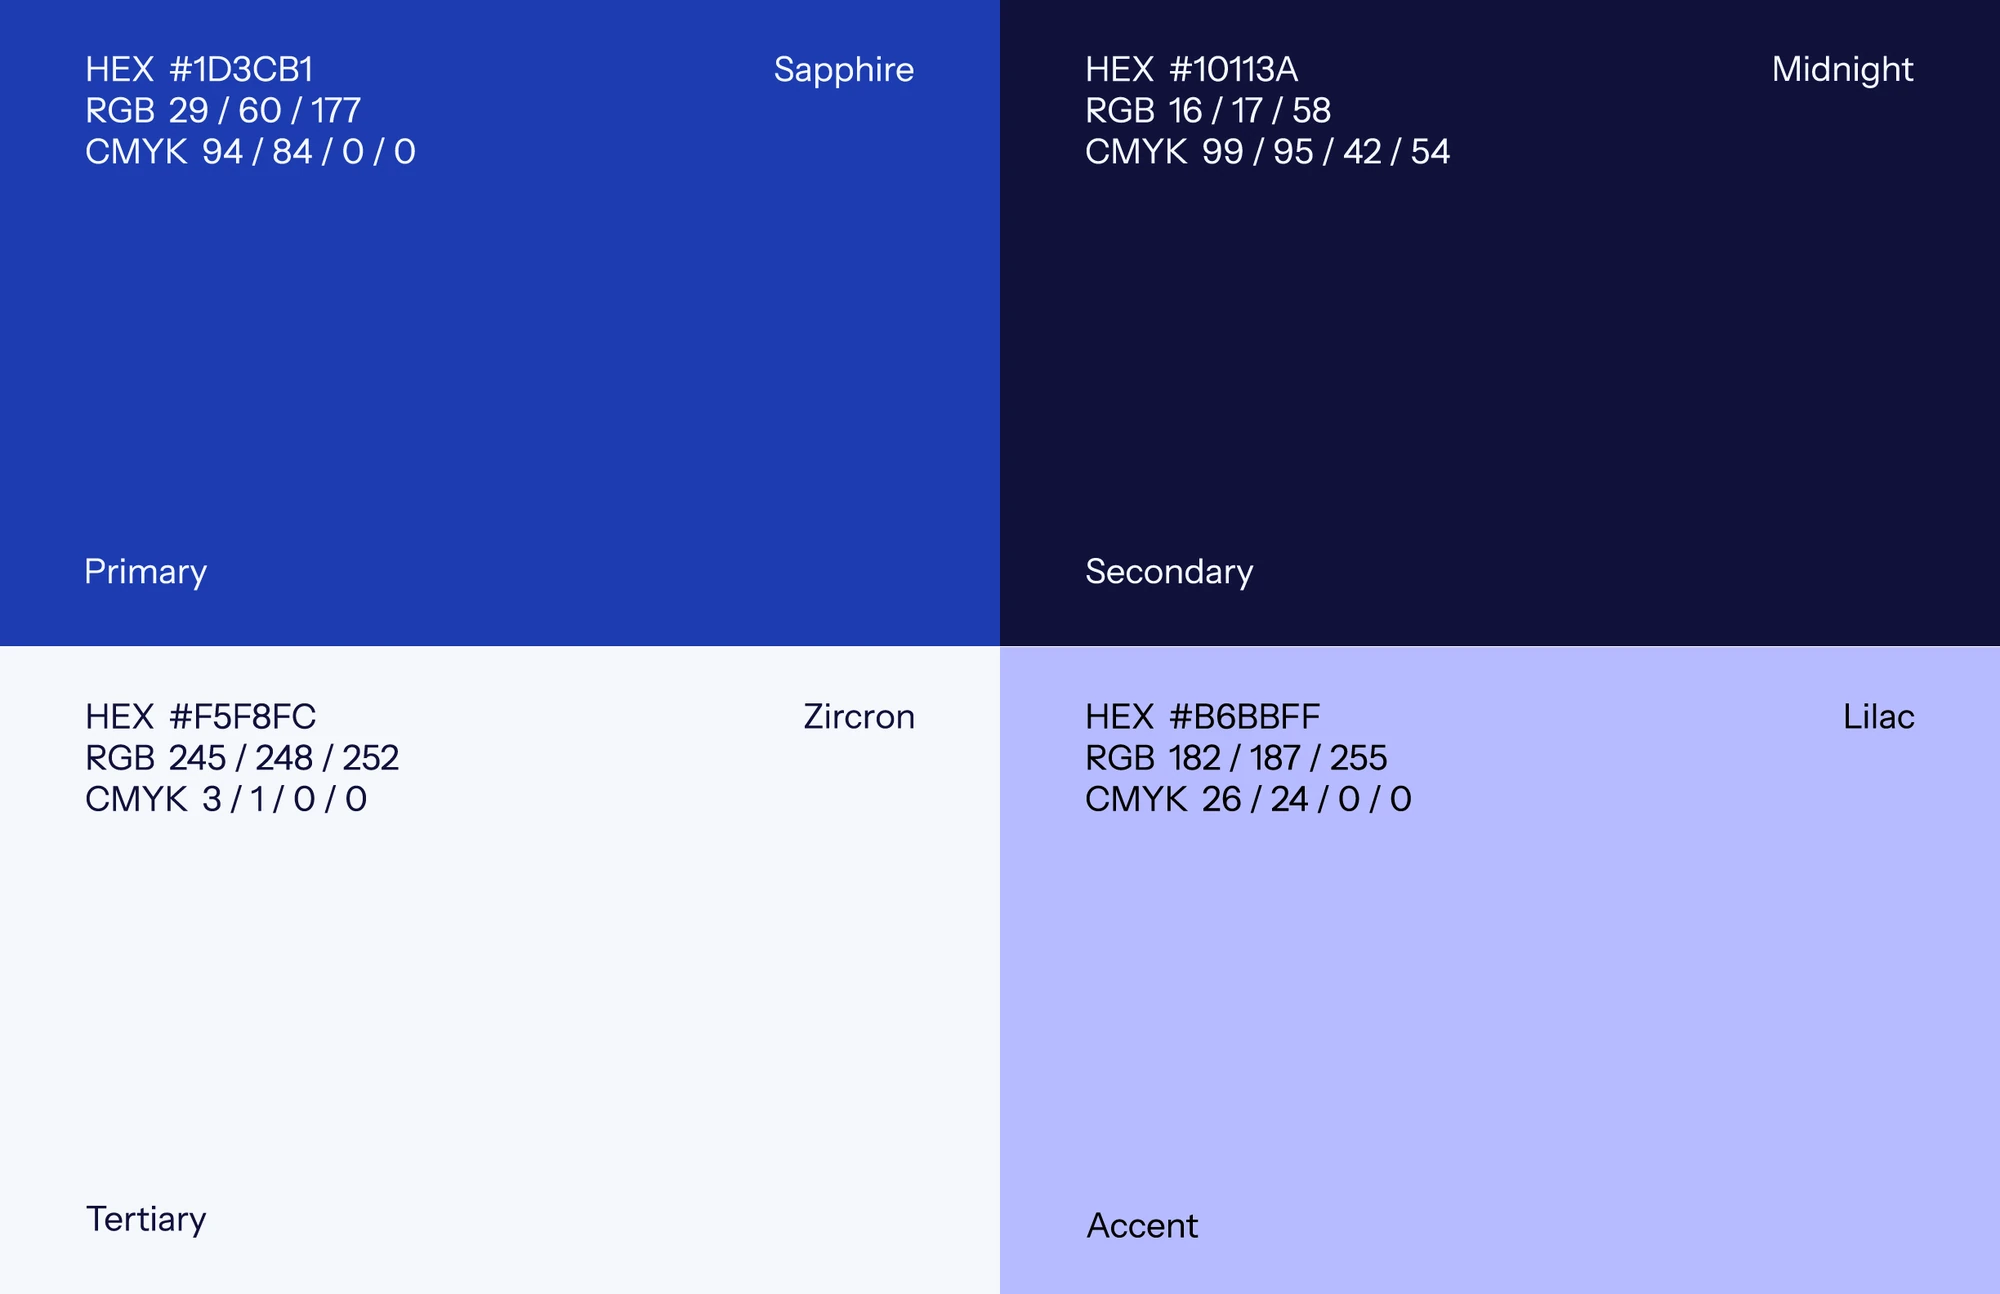 HEX #1D3CB1
RGB 29 / 60 / 177
CMYK 94 / 84 / 0 / 0
Sapphire
Primary
HEX #10113A
RGB 16 / 17 / 58
CMYK 99 / 95 / 42 / 54
Midnight
Secondary
HEX #F5F8FC
RGB 245 / 248 / 252
CMYK 3 / 1 / 0 / 0
Zircron
Tertiary
HEX #B6BBFF
RGB 182 / 187 / 255
CMYK 26 / 24 / 0 / 0
Lilac
Accent